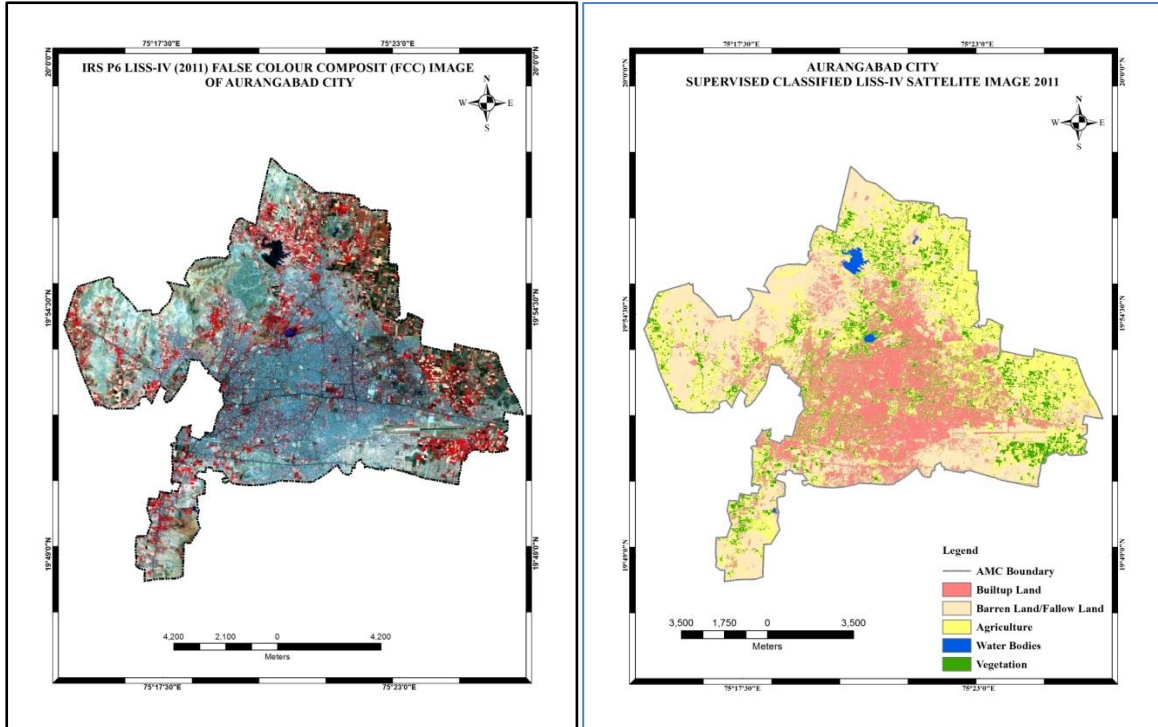 75°17'30"E 75°23'0"E
IRS P6 LISS-IV (2011) FALSE COLOUR COMPOSIT (FCC) IMAGE
OF AURANGABAD CITY
N
W E
S
20°0'0"N 20°0'0"N
19°54'30"N 19°54'30"N
19°49'0"N 19°49'0"N
4,200 2,100 0 4,200
Meters
75°17'30"E 75°23'0"E
75°17'30"E 75°23'0"E
AURANGABAD CITY
SUPERVISED CLASSIFIED LISS-IV SATTELITE IMAGE 2011
N
W E
S
20°0'0"N 20°0'0"N
19°54'30"N 19°54'30"N
19°49'0"N 19°49'0"N
Legend
AMC Boundary
Builtup Land
Barren Land/Fallow Land
Agriculture
Water Bodies
Vegetation
3,500 1,750 0 3,500
Meters
75°17'30"E 75°23'0"E